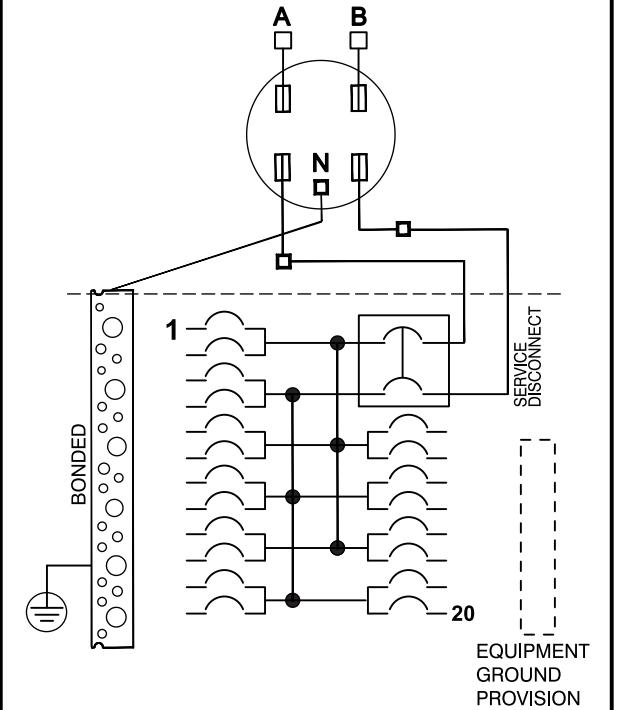 A B
N
1
SERVICE
DISCONNECT
BONDED
20
EQUIPMENT
GROUND
PROVISION